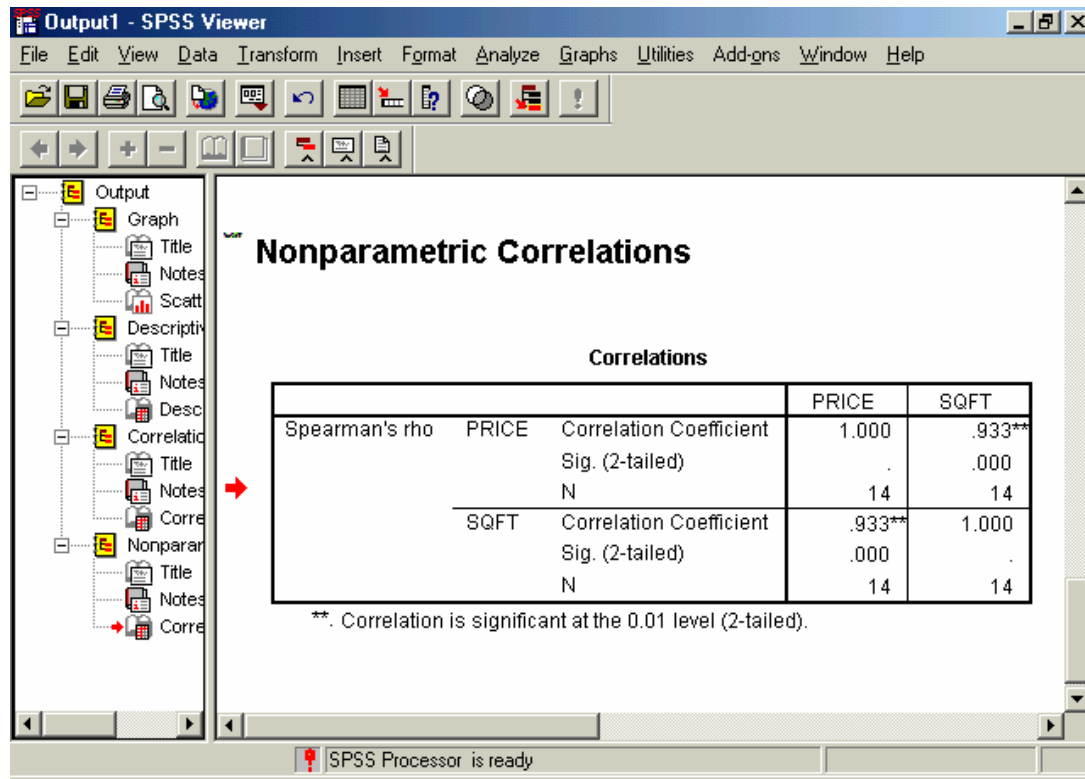 Output1 - SPSS Viewer
File Edit View Data Transform Insert Format Analyze Graphs Utilities Add-ons Window Help
Output
Graph
Title
Notes
Scatt
Descriptiv
Title
Notes
Desc
Correlatio
Title
Notes
Corre
Nonparar
Title
Notes
Corre
Nonparametric Correlations
Correlations
PRICE SQFT
Spearman's rho PRICE Correlation Coefficient 1.000 .933**
Sig. (2-tailed) . .000
N 14 14
SQFT Correlation Coefficient .933** 1.000
Sig. (2-tailed) .000 .
N 14 14
**. Correlation is significant at the 0.01 level (2-tailed).
SPSS Processor is ready